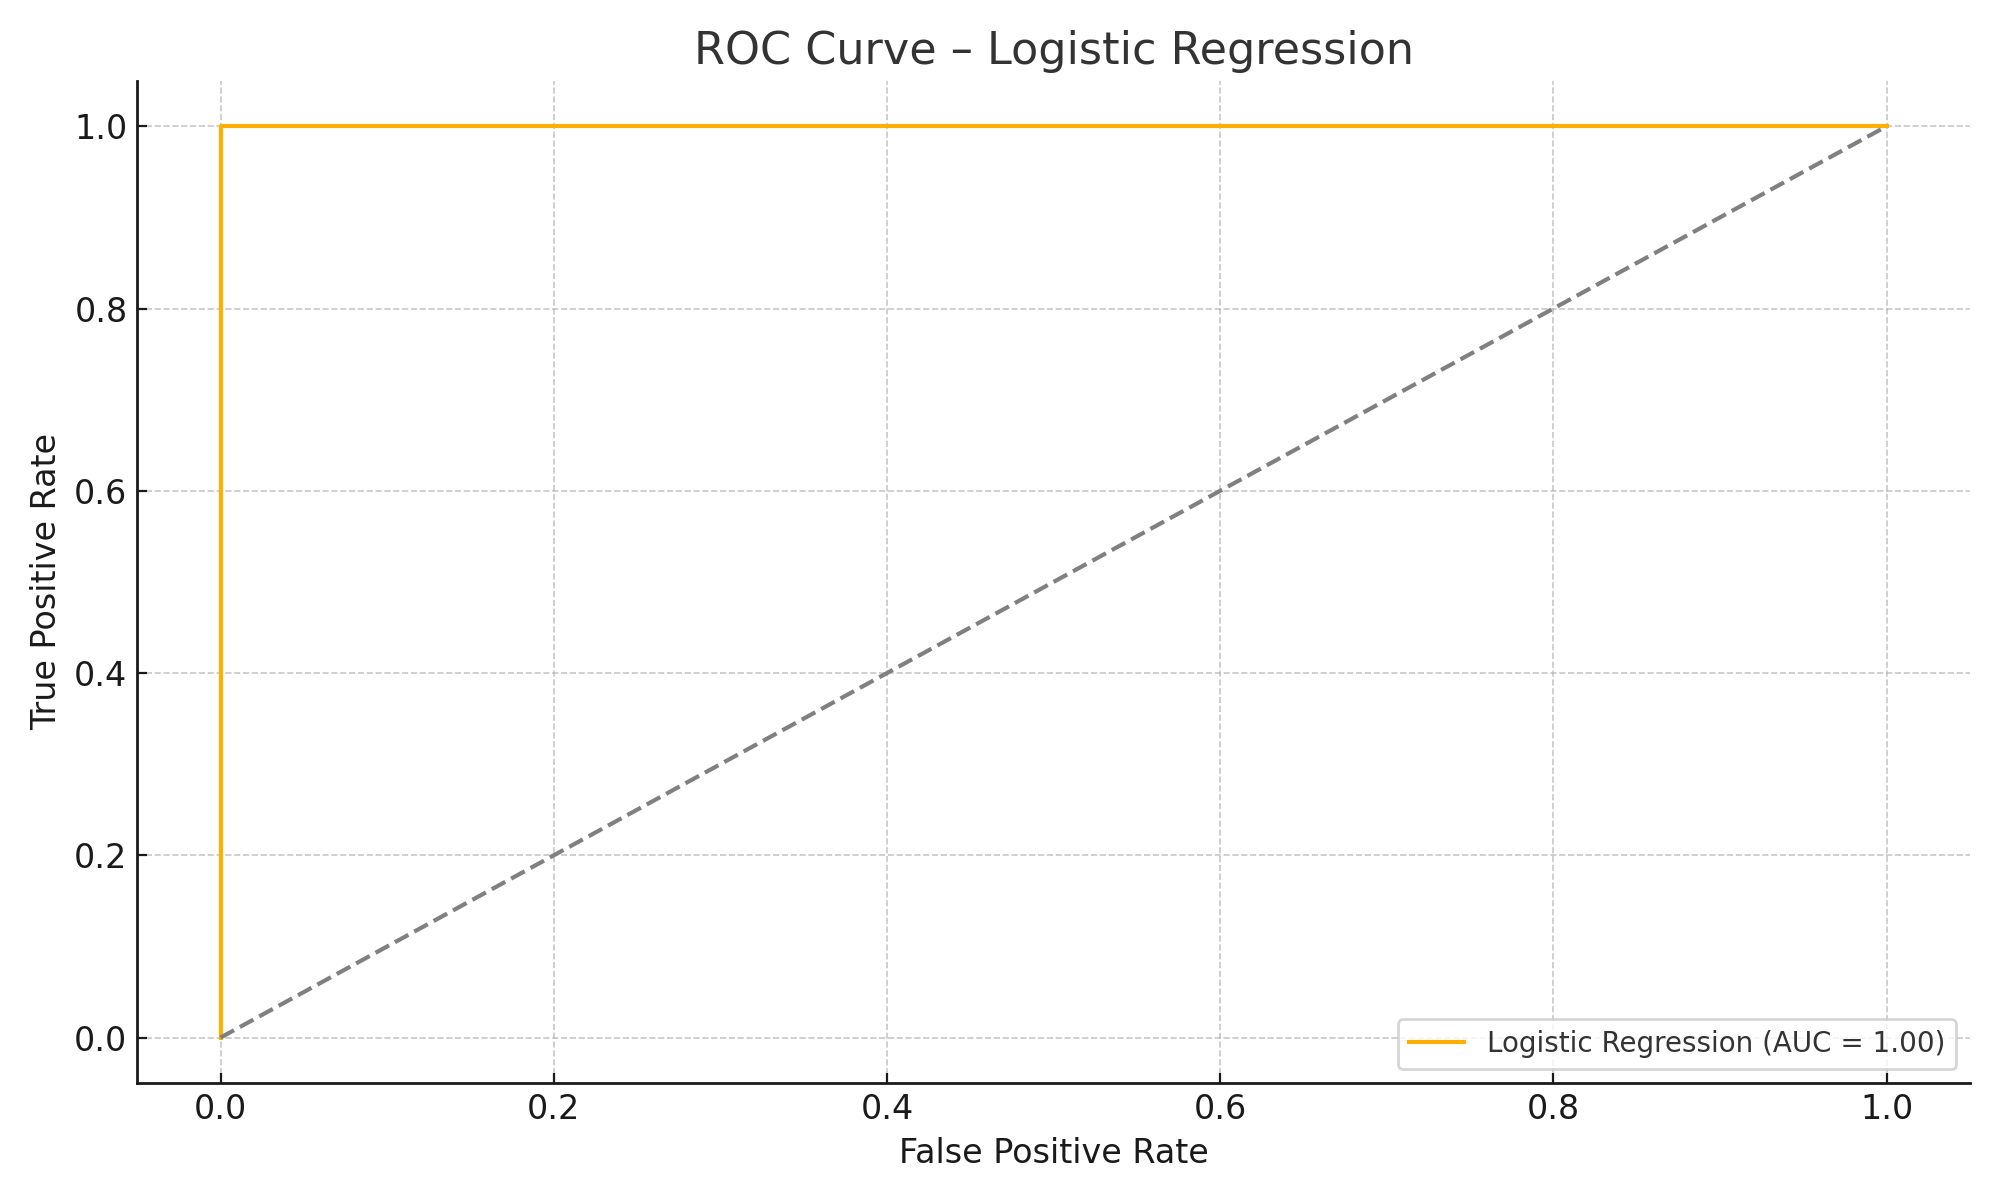 ROC Curve – Logistic Regression
True Positive Rate
1.0
0.8
0.6
0.4
0.2
0.0
Logistic Regression (AUC = 1.00)
0.0 0.2 0.4 0.6 0.8 1.0
False Positive Rate